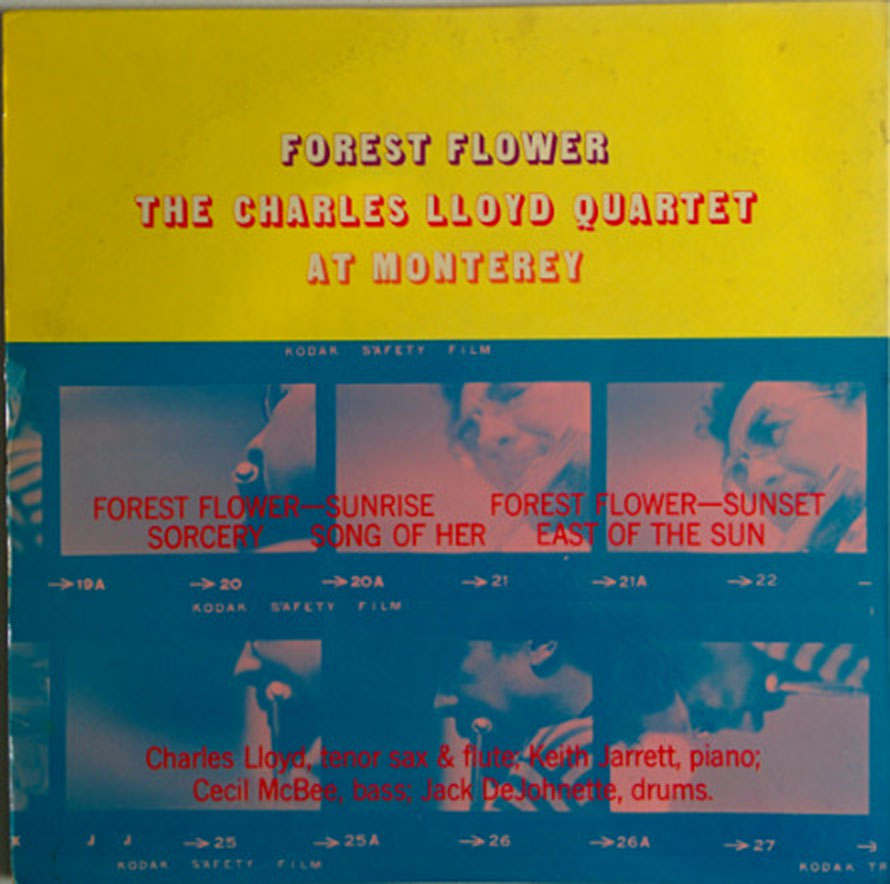 FOREST FLOWER
THE CHARLES LLOYD QUARTET
AT MONTEREY
KODAK SAFETY FILM
FOREST FLOWER—SUNRISE FOREST FLOWER—SUNSET
SORCERY SONG OF HER EAST OF THE SUN
→19A →20 →20A →21 →21A →22
KODAK SAFETY FILM
Charles Lloyd, tenor sax & flute; Keith Jarrett, piano;
Cecil McBee, bass; Jack DeJohnette, drums.
J J →25 →25A →26 →26A →27
KODAK SAFETY FILM KODAK TR